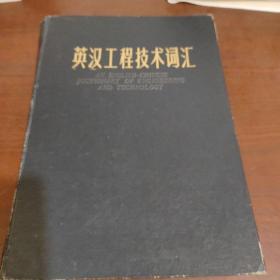 英汉工程技术词汇
AN ENGLISH-CHINESE
DICTIONARY OF ENGINEERING
AND TECHNOLOGY